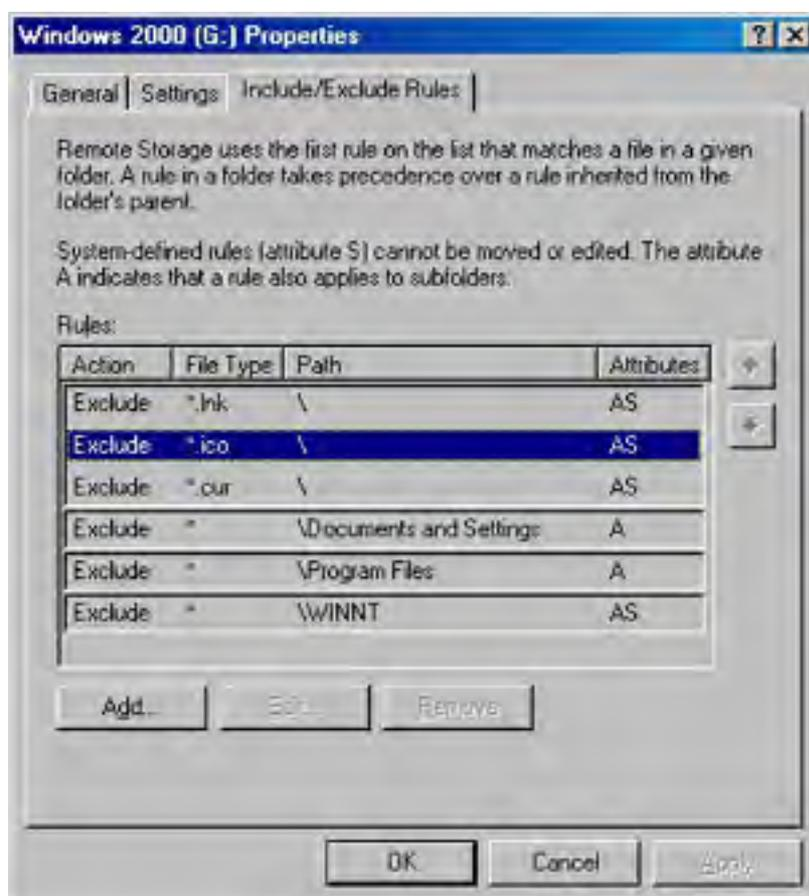 Windows 2000 (G:) Properties
General Settings Include/Exclude Rules
Remote Storage uses the first rule on the list that matches a file in a given
folder. A rule in a folder takes precedence over a rule inherited from the
folder's parent.
System-defined rules (attribute S) cannot be moved or edited. The attribute
A indicates that a rule also applies to subfolders.
Rules:
Action File Type Path Attributes
Exclude *.lnk \ AS
Exclude *.ico \ AS
Exclude *.cur \ AS
Exclude * \Documents and Settings A
Exclude * \Program Files A
Exclude * \WINNT AS
Add... Edit... Remove
OK Cancel Apply